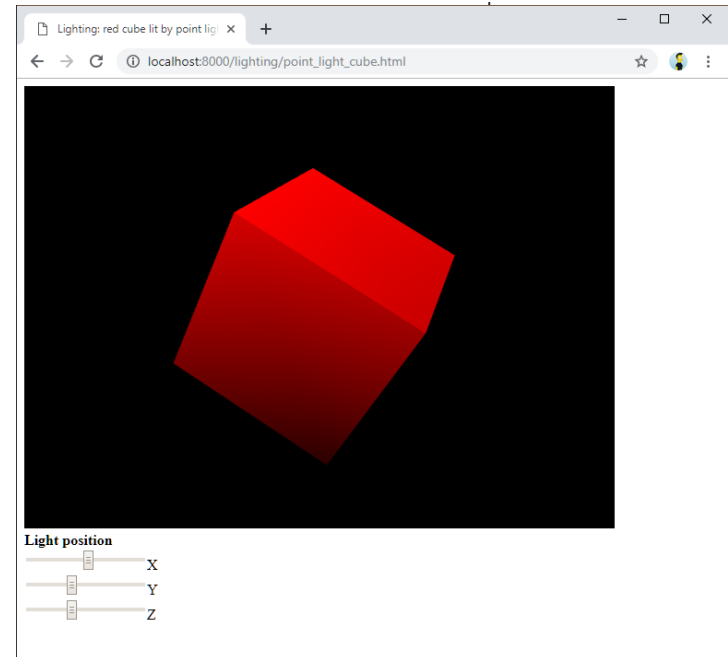 Lighting: red cube lit by point lig
localhost:8000/lighting/point_light_cube.html
Light position
X
Y
Z